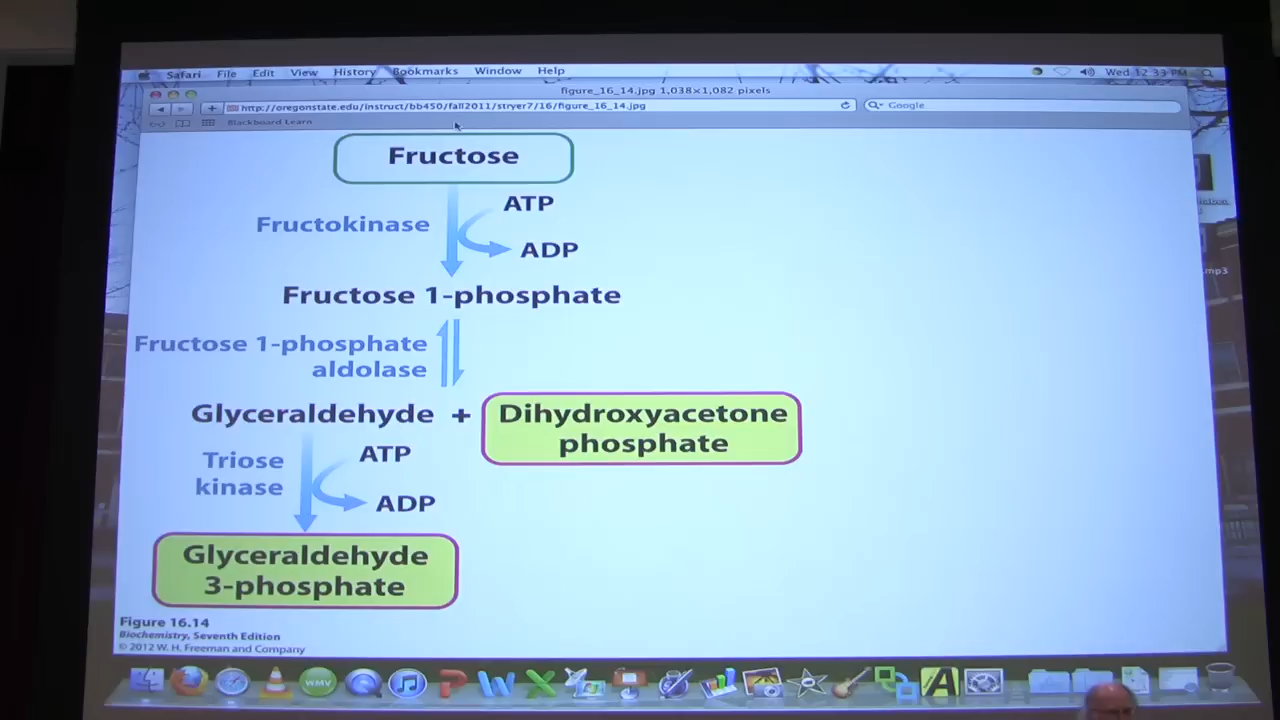 Safari File Edit View History Bookmarks Window Help Wed 12:33 PM
figure_16_14.jpg 1,038×1,082 pixels
http://oregonstate.edu/instruct/bb450/fall2011/stryer7/16/figure_16_14.jpg Google
Blackboard Learn
Fructose
ATP
Fructokinase
ADP
Fructose 1-phosphate
Fructose 1-phosphate
aldolase
Glyceraldehyde + Dihydroxyacetone
phosphate
ATP
Triose
kinase
ADP
Glyceraldehyde
3-phosphate
Figure 16.14
Biochemistry, Seventh Edition
© 2012 W. H. Freeman and Company
.mp3
WMV